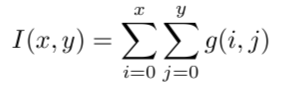 I(x, y) = \sum_{i=0}^{x} \sum_{j=0}^{y} g(i, j)